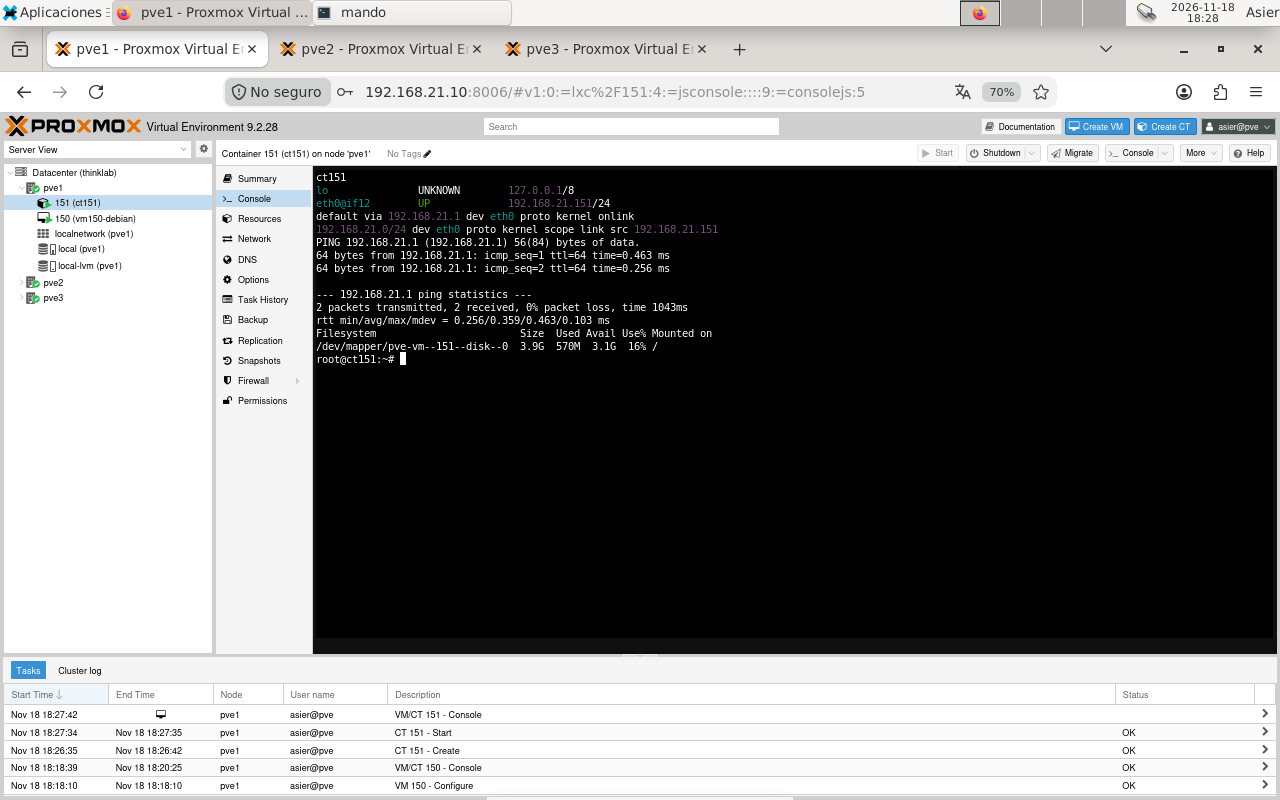 Aplicaciones
pve1 - Proxmox Virtual ...
mando
2026-11-18
18:28
Asier
pve1 - Proxmox Virtual E
pve2 - Proxmox Virtual E
pve3 - Proxmox Virtual E
No seguro
192.168.21.10:8006/#v1:0:=lxc%2F151:4:=jsconsole::::9:=consolejs:5
70%
PROXMOX
Virtual Environment 9.2.28
Search
Documentation
Create VM
Create CT
asier@pve
Server View
Container 151 (ct151) on node 'pve1'
No Tags
Start
Shutdown
Migrate
Console
More
Help
Datacenter (thinklab)
pve1
151 (ct151)
150 (vm150-debian)
localnetwork (pve1)
local (pve1)
local-lvm (pve1)
pve2
pve3
Summary
Console
Resources
Network
DNS
Options
Task History
Backup
Replication
Snapshots
Firewall
Permissions
ct151
lo UNKNOWN 127.0.0.1/8
eth0@if12 UP 192.168.21.151/24
default via 192.168.21.1 dev eth0 proto kernel onlink
192.168.21.0/24 dev eth0 proto kernel scope link src 192.168.21.151
PING 192.168.21.1 (192.168.21.1) 56(84) bytes of data.
64 bytes from 192.168.21.1: icmp_seq=1 ttl=64 time=0.463 ms
64 bytes from 192.168.21.1: icmp_seq=2 ttl=64 time=0.256 ms
--- 192.168.21.1 ping statistics ---
2 packets transmitted, 2 received, 0% packet loss, time 1043ms
rtt min/avg/max/mdev = 0.256/0.359/0.463/0.103 ms
Filesystem Size Used Avail Use% Mounted on
/dev/mapper/pve-vm--151--disk--0 3.9G 570M 3.1G 16% /
root@ct151:~#
Tasks
Cluster log
Start Time End Time Node User name Description Status
Nov 18 18:27:42 pve1 asier@pve VM/CT 151 - Console
Nov 18 18:27:34 Nov 18 18:27:35 pve1 asier@pve CT 151 - Start OK
Nov 18 18:26:35 Nov 18 18:26:42 pve1 asier@pve CT 151 - Create OK
Nov 18 18:18:39 Nov 18 18:20:25 pve1 asier@pve VM/CT 150 - Console OK
Nov 18 18:18:10 Nov 18 18:18:10 pve1 asier@pve VM 150 - Configure OK